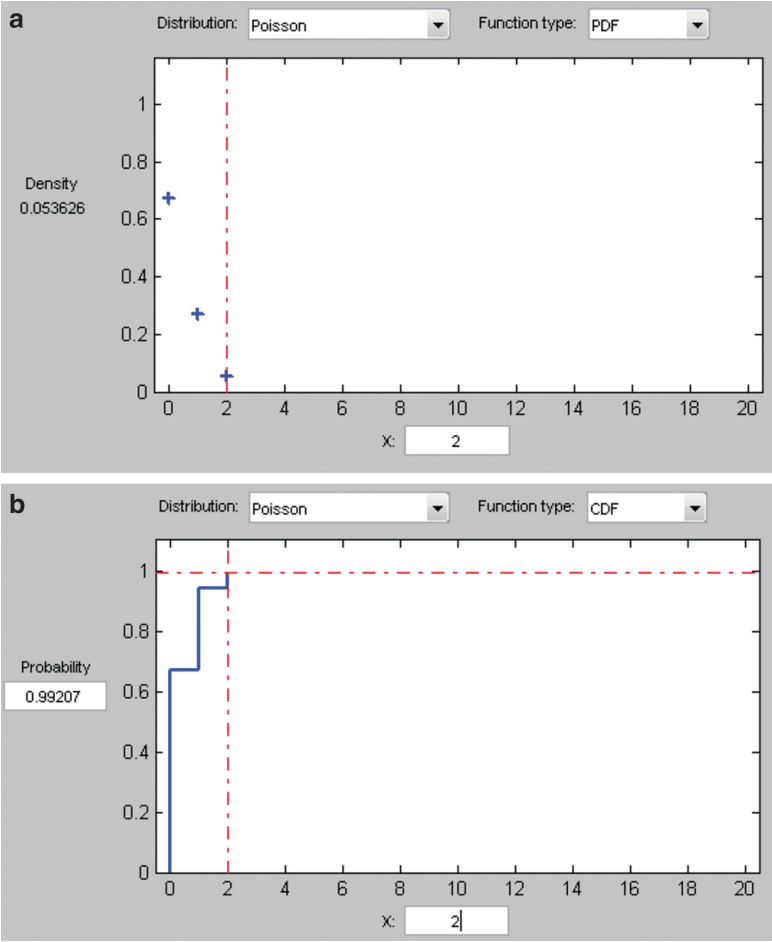 a
Distribution: Poisson Function type: PDF
1
0.8
Density
0.053626
0.6
0.4
0.2
0
0 2 4 6 8 10 12 14 16 18 20
X: 2
b
Distribution: Poisson Function type: CDF
1
0.8
Probability
0.99207
0.6
0.4
0.2
0
0 2 4 6 8 10 12 14 16 18 20
X: 2